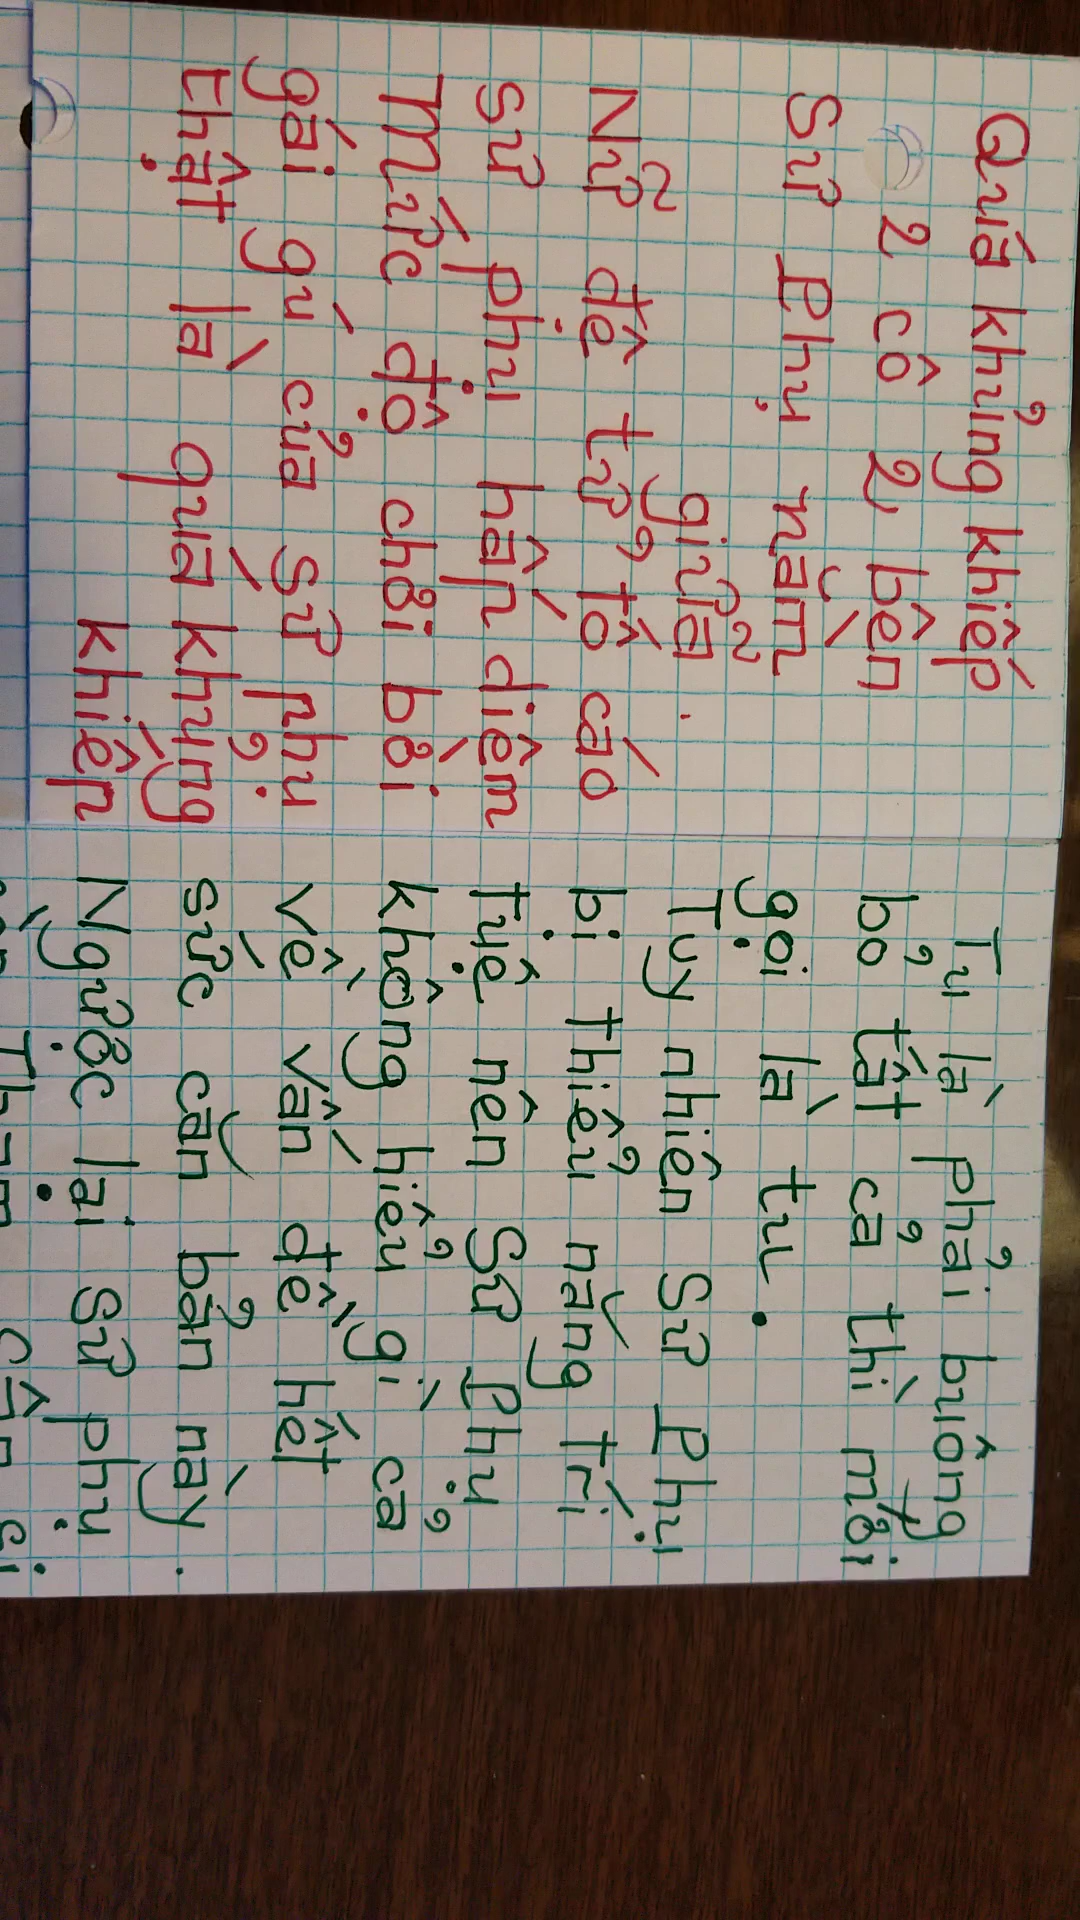 Quá khủng khiếp
2 cô 2 bên
Sư Phụ nằm
giữa.
Nữ đệ tử tố cáo
Sư phụ hận diêm
Mức độ chơi bời
gái gú của Sư phụ
thật là quá khủng
khiếp
Tu là phải buông
bỏ tất cả thì mới
gọi là tu.
Tuy nhiên Sư Phụ
bị thiểu năng trí
tuệ nên Sư Phụ
không hiểu gì cả
về vấn đề hết
sức căn bản này.
Ngược lại Sư phụ